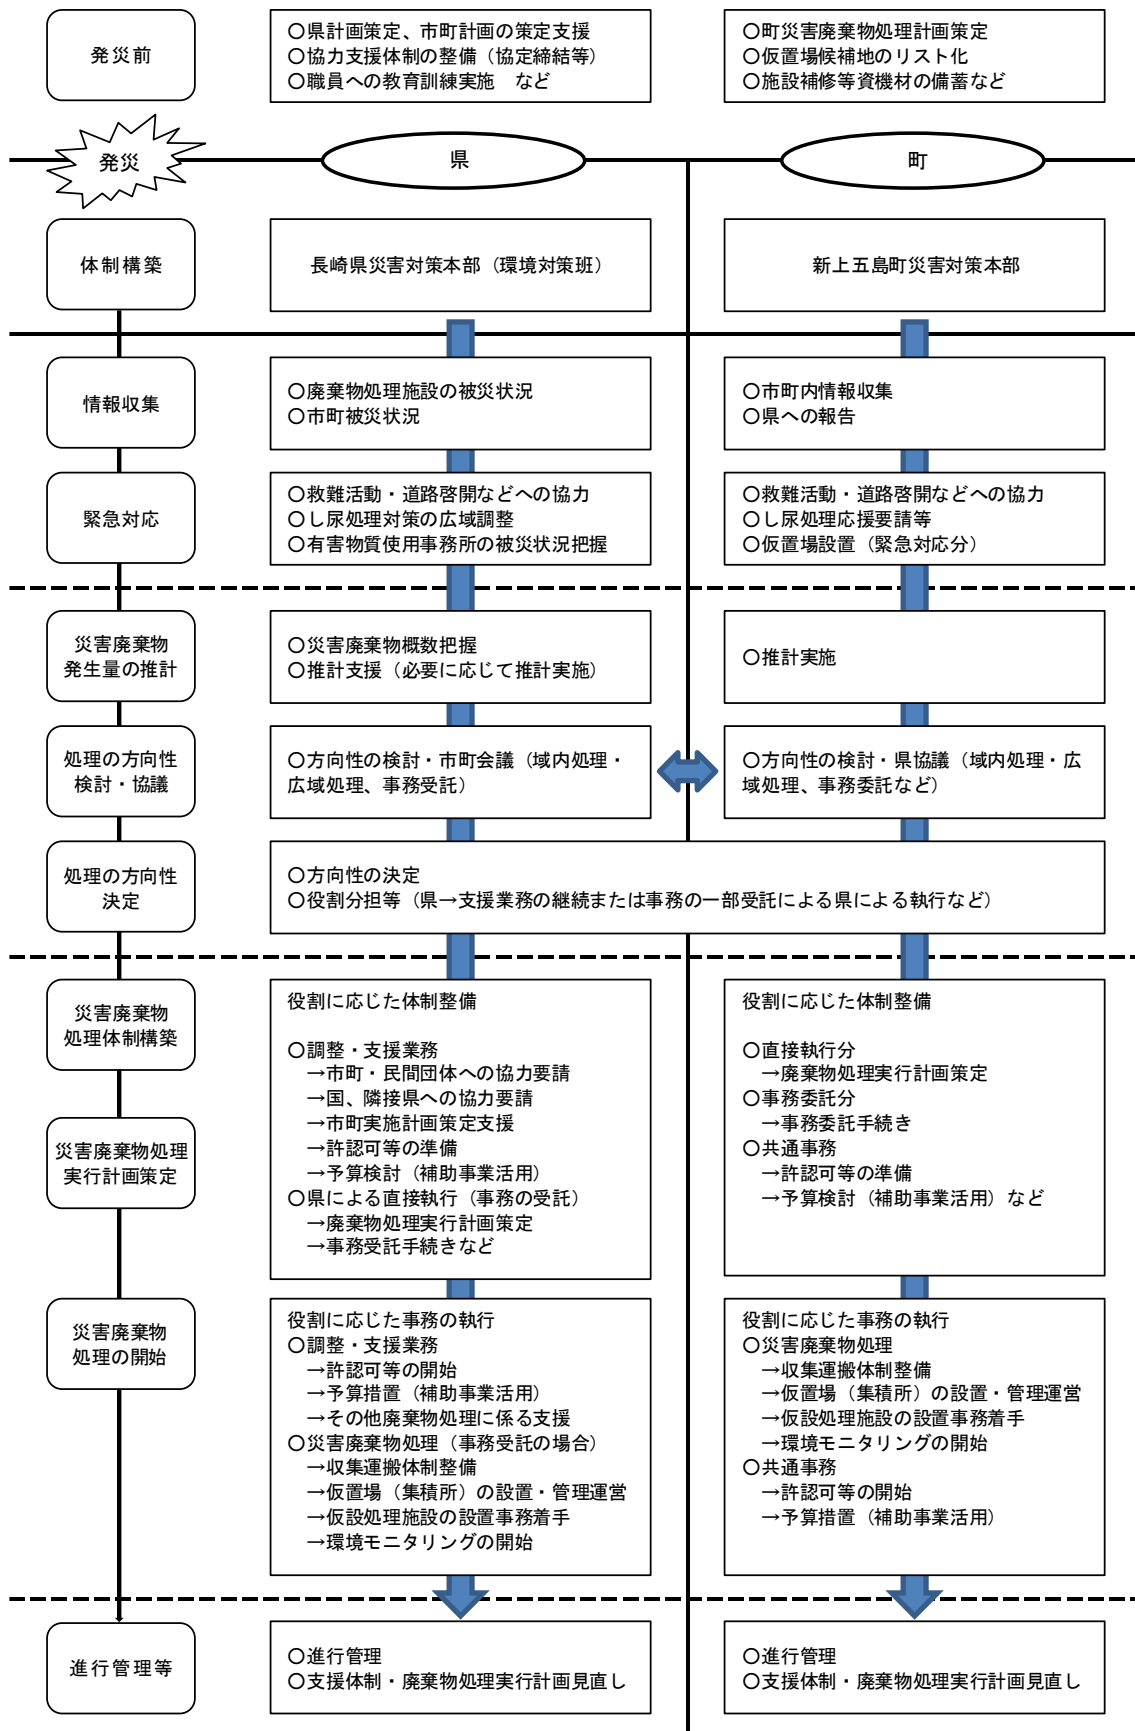 発災前
〇県計画策定、市町計画の策定支援
〇協力支援体制の整備（協定締結等）
〇職員への教育訓練実施　など
〇町災害廃棄物処理計画策定
〇仮置場候補地のリスト化
〇施設補修等資機材の備蓄など
発災
県
町
体制構築
長崎県災害対策本部（環境対策班）
新上五島町災害対策本部
情報収集
〇廃棄物処理施設の被災状況
〇市町被災状況
〇市町内情報収集
〇県への報告
緊急対応
〇救難活動・道路啓開などへの協力
〇し尿処理対策の広域調整
〇有害物質使用事務所の被災状況把握
〇救難活動・道路啓開などへの協力
〇し尿処理応援要請等
〇仮置場設置（緊急対応分）
災害廃棄物
発生量の推計
〇災害廃棄物概数把握
〇推計支援（必要に応じて推計実施）
〇推計実施
処理の方向性
検討・協議
〇方向性の検討・市町会議（域内処理・
広域処理、事務受託）
〇方向性の検討・県協議（域内処理・広
域処理、事務委託など）
処理の方向性
決定
〇方向性の決定
〇役割分担等（県→支援業務の継続または事務の一部受託による県による執行など）
災害廃棄物
処理体制構築
災害廃棄物処理
実行計画策定
役割に応じた体制整備
〇調整・支援業務
→市町・民間団体への協力要請
→国、隣接県への協力要請
→市町実施計画策定支援
→許認可等の準備
→予算検討（補助事業活用）
〇県による直接執行（事務の受託）
→廃棄物処理実行計画策定
→事務受託手続きなど
役割に応じた体制整備
〇直接執行分
→廃棄物処理実行計画策定
〇事務委託分
→事務委託手続き
〇共通事務
→許認可等の準備
→予算検討（補助事業活用）など
災害廃棄物
処理の開始
役割に応じた事務の執行
〇調整・支援業務
→許認可等の開始
→予算措置（補助事業活用）
→その他廃棄物処理に係る支援
〇災害廃棄物処理（事務受託の場合）
→収集運搬体制整備
→仮置場（集積所）の設置・管理運営
→仮設処理施設の設置事務着手
→環境モニタリングの開始
役割に応じた事務の執行
〇災害廃棄物処理
→収集運搬体制整備
→仮置場（集積所）の設置・管理運営
→仮設処理施設の設置事務着手
→環境モニタリングの開始
〇共通事務
→許認可等の開始
→予算措置（補助事業活用）
進行管理等
〇進行管理
〇支援体制・廃棄物処理実行計画見直し
〇進行管理
〇支援体制・廃棄物処理実行計画見直し